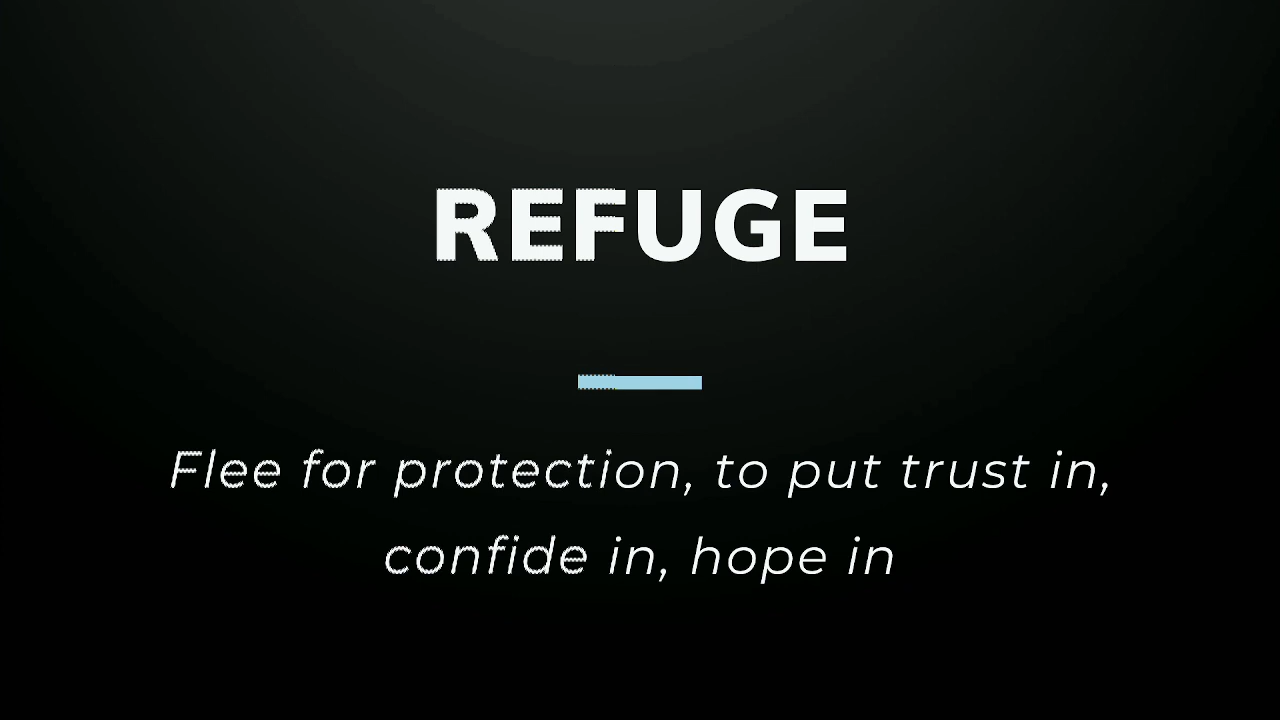 REFUGE
Flee for protection, to put trust in,
confide in, hope in